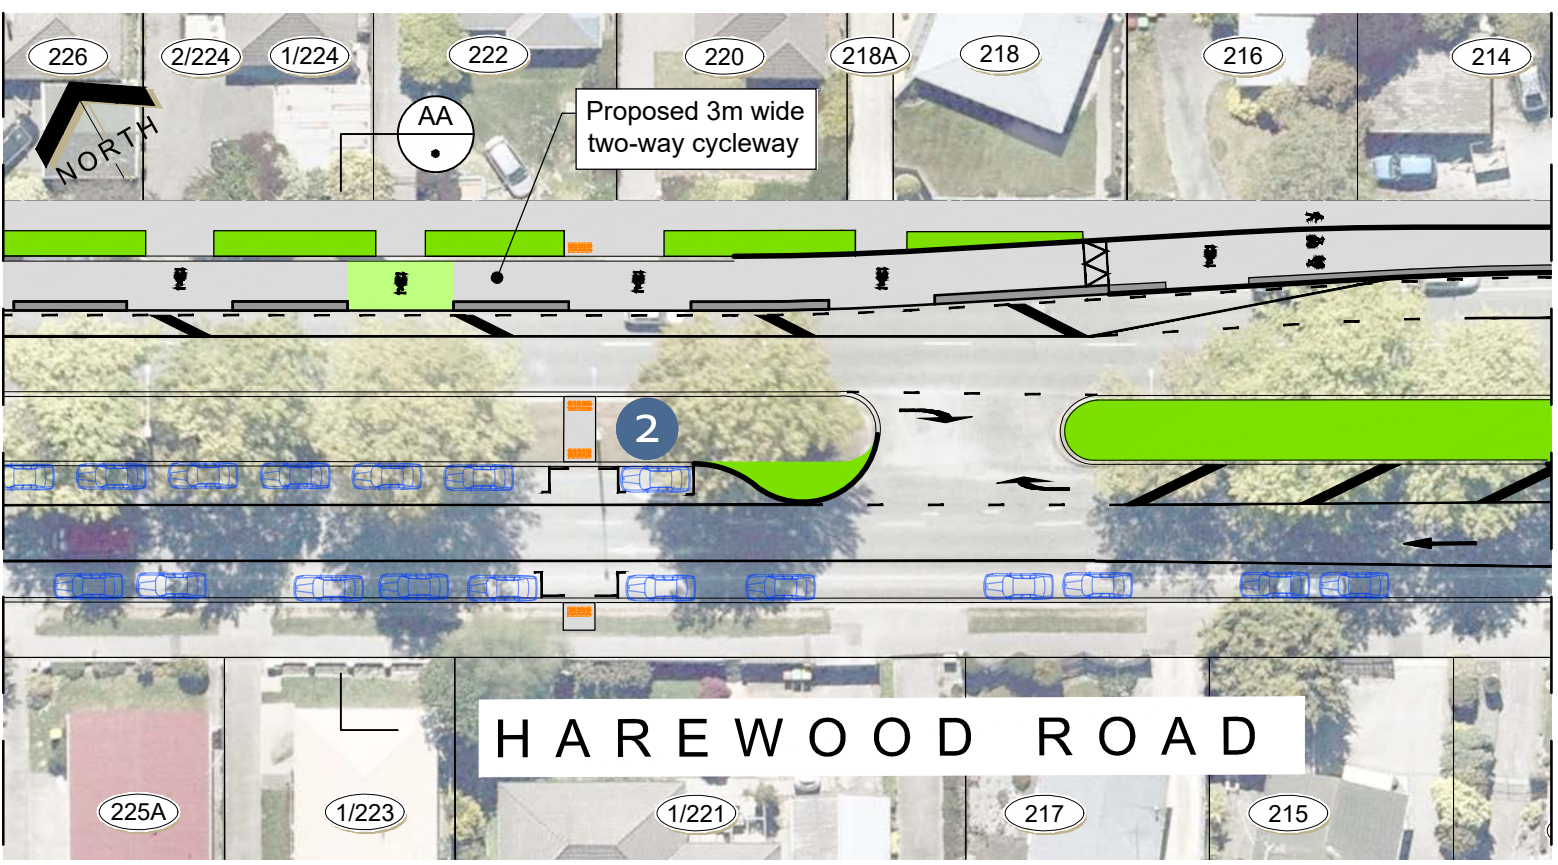 226
2/224
1/224
222
220
218A
218
216
214
AA
Proposed 3m wide
two-way cycleway
NORTH
2
HAREWOOD ROAD
225A
1/223
1/221
217
215